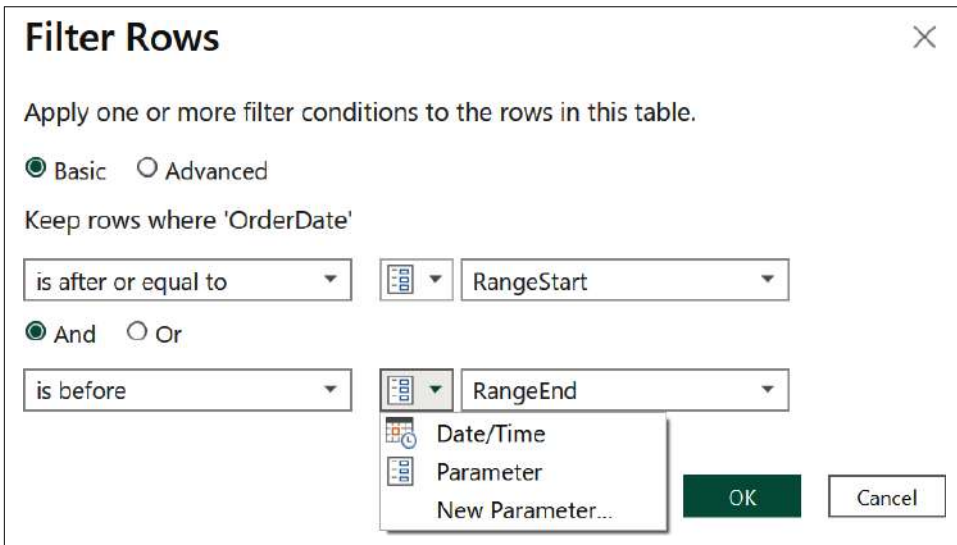 Filter Rows
Apply one or more filter conditions to the rows in this table.
Basic Advanced
Keep rows where 'OrderDate'
is after or equal to RangeStart
And Or
is before RangeEnd
Date/Time
Parameter
New Parameter...
OK Cancel